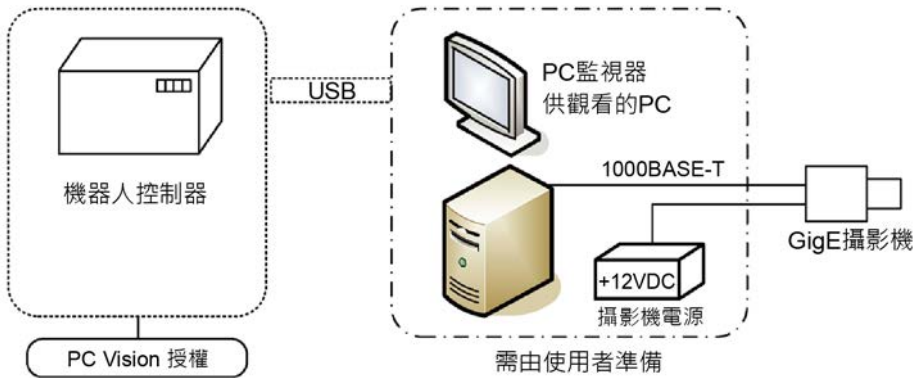 機器人控制器
PC Vision 授權
USB
PC監視器
供觀看的PC
1000BASE-T
+12VDC
攝影機電源
GigE攝影機
需由使用者準備